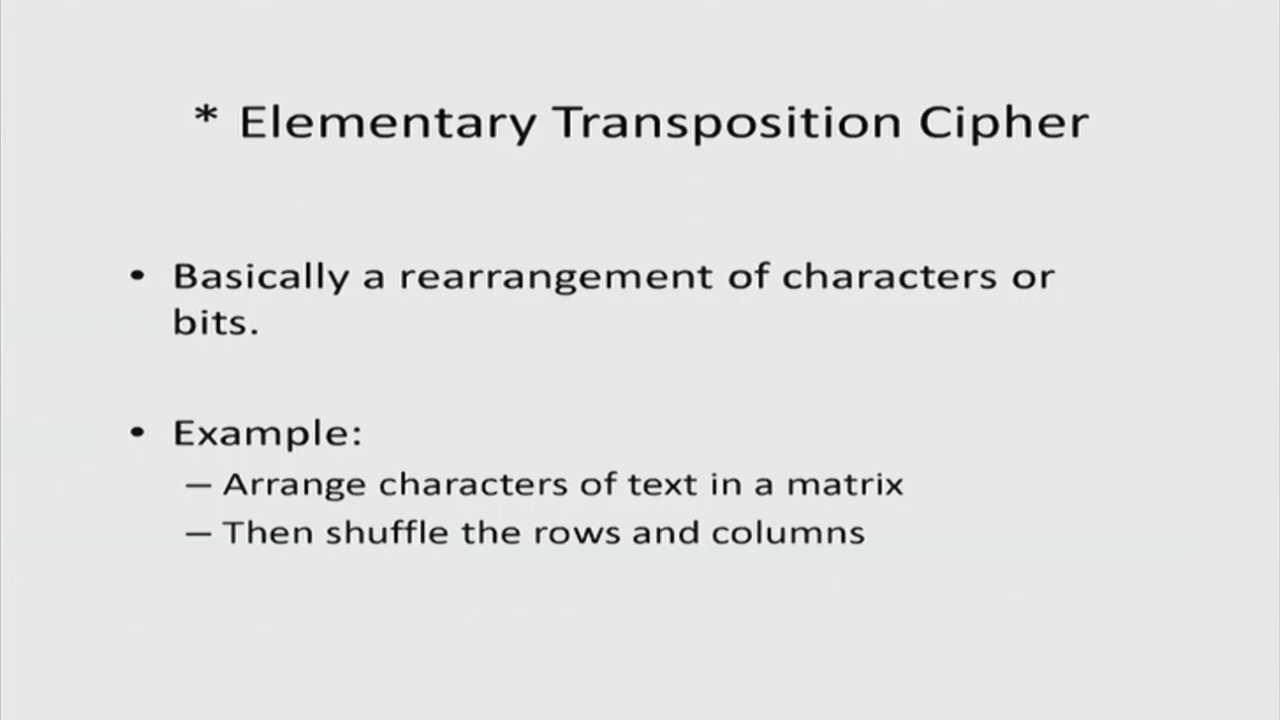 * Elementary Transposition Cipher
• Basically a rearrangement of characters or
bits.
• Example:
– Arrange characters of text in a matrix
– Then shuffle the rows and columns